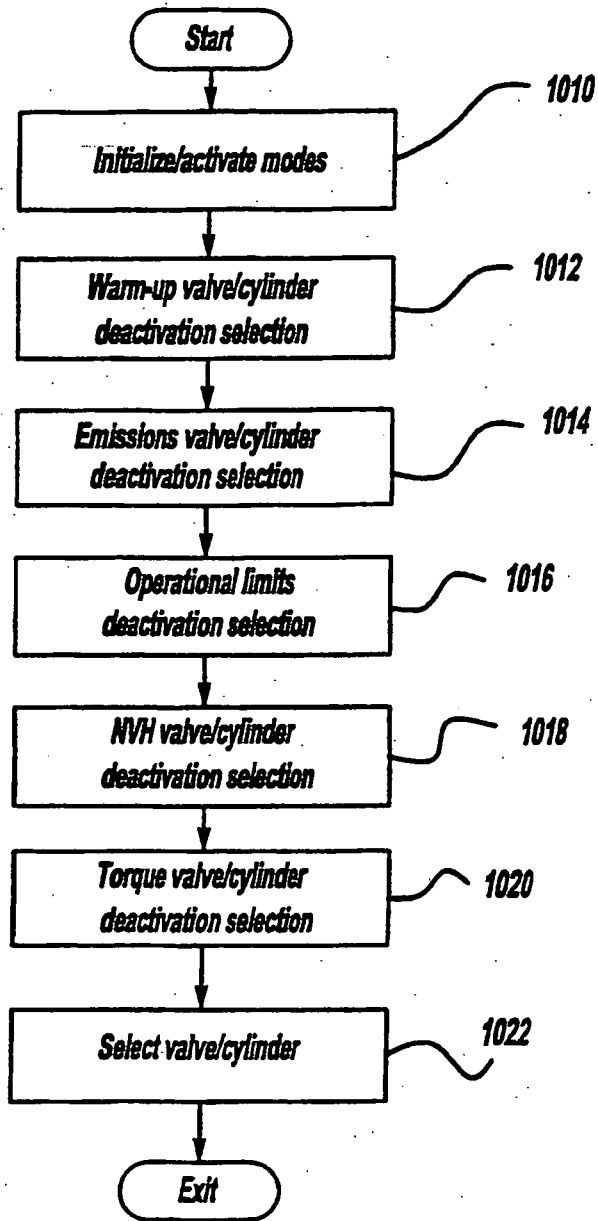 Start
1010
Initialize/activate modes
1012
Warm-up valve/cylinder
deactivation selection
1014
Emissions valve/cylinder
deactivation selection
1016
Operational limits
deactivation selection
1018
NVH valve/cylinder
deactivation selection
1020
Torque valve/cylinder
deactivation selection
1022
Select valve/cylinder
Exit